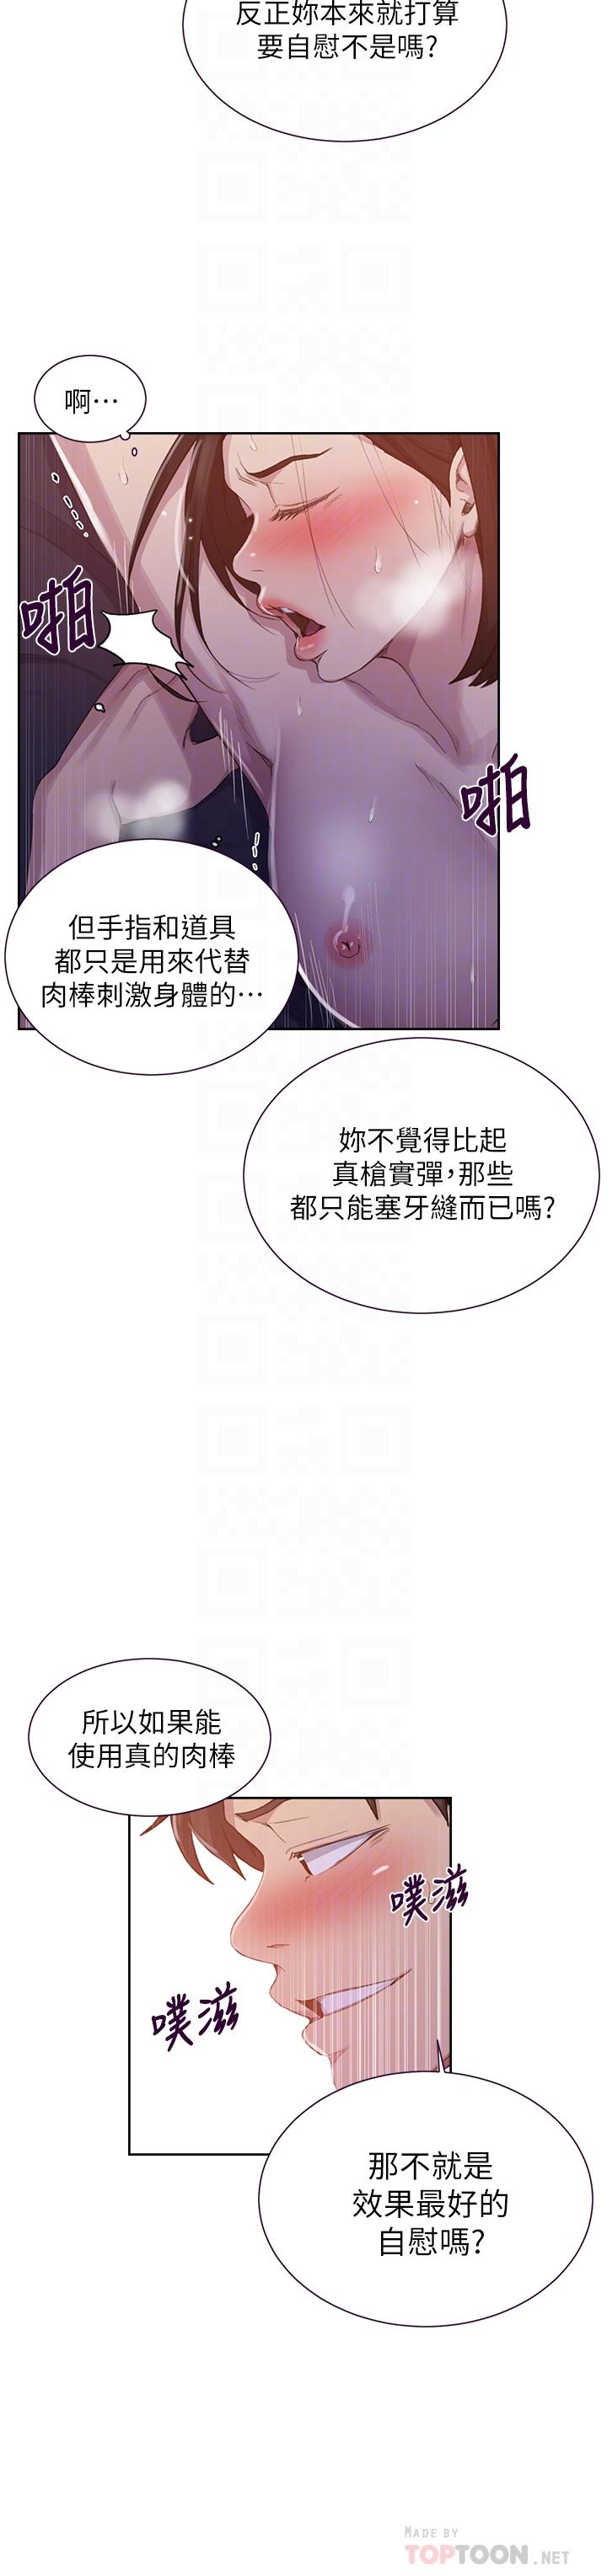 反正妳本來就打算
要自慰不是嗎?
啊…
啪
啪
但手指和道具
都只是用來代替
肉棒刺激身體的…
妳不覺得比起
真槍實彈，那些
都只能塞牙縫而已嗎?
所以如果能
使用真的肉棒
噗滋
噗滋
那不就是
效果最好的
自慰嗎?
MADE BY
TOPTOON.NET